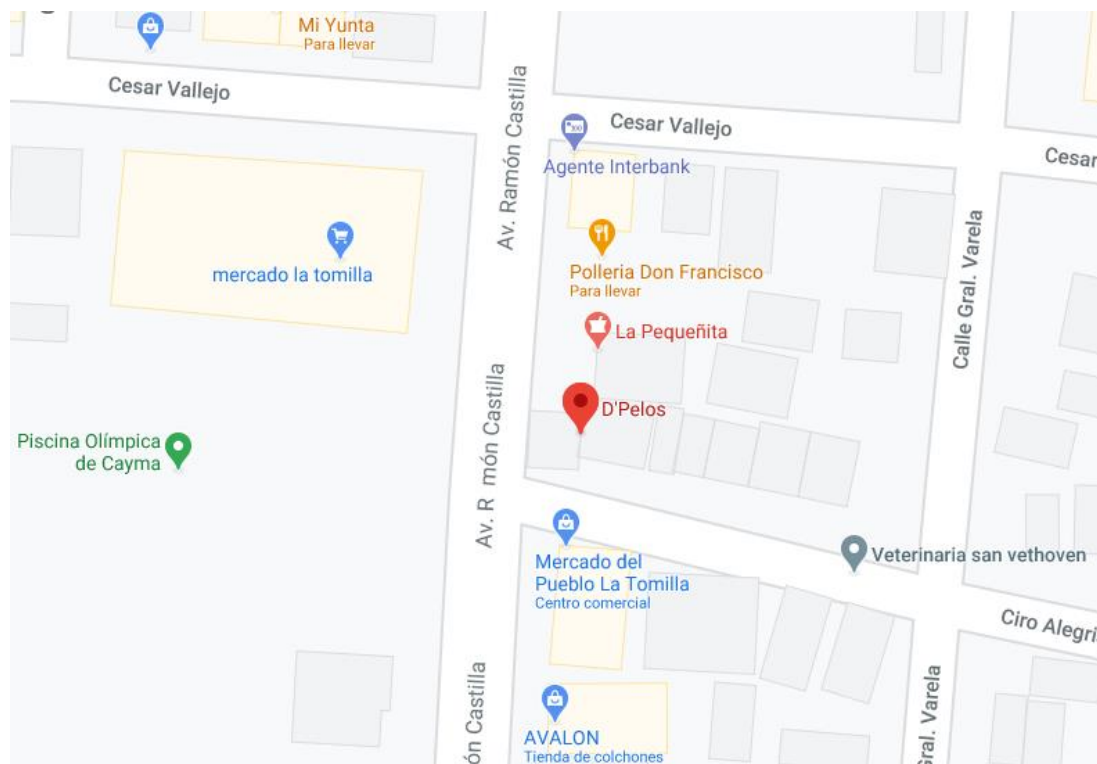 Mi Yunta
Para llevar
Cesar Vallejo
Av. Ramón Castilla
Cesar Vallejo
Cesar
Agente Interbank
mercado la tomilla
Polleria Don Francisco
Para llevar
Calle Gral. Varela
La Pequeñita
Av. R món Castilla
D'Pelos
Piscina Olímpica
de Cayma
Mercado del
Pueblo La Tomilla
Centro comercial
Veterinaria san vethoven
Ciro Alegrí
ón Castilla
Gral. Varela
AVALON
Tienda de colchones